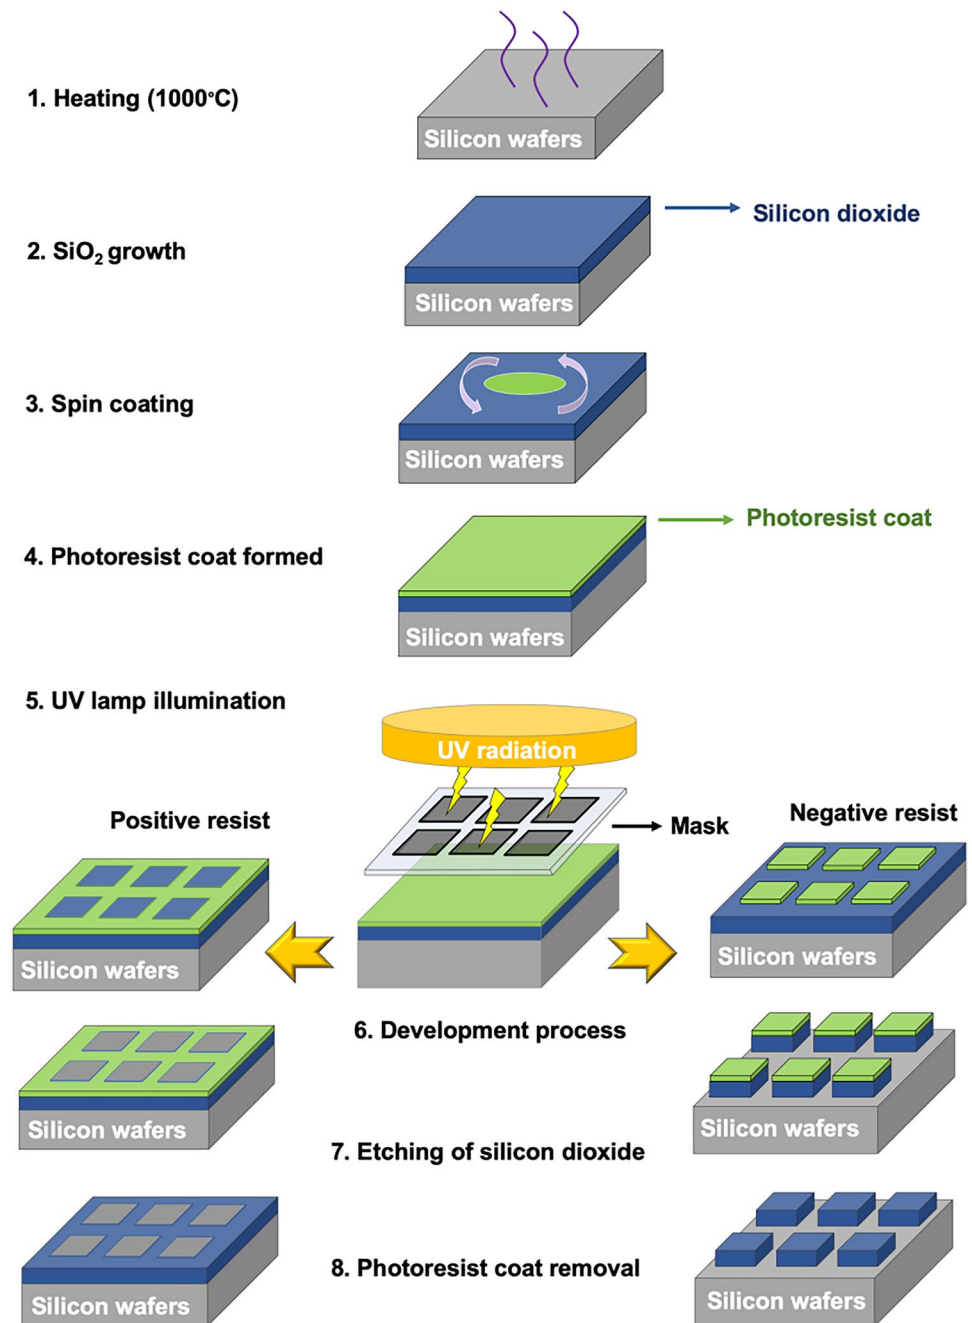 1. Heating (1000°C)
Silicon wafers
Silicon dioxide
2. SiO₂ growth
Silicon wafers
3. Spin coating
Silicon wafers
Photoresist coat
4. Photoresist coat formed
Silicon wafers
5. UV lamp illumination
UV radiation
Positive resist
Mask
Negative resist
Silicon wafers
Silicon wafers
6. Development process
Silicon wafers
Silicon wafers
7. Etching of silicon dioxide
8. Photoresist coat removal
Silicon wafers
Silicon wafers